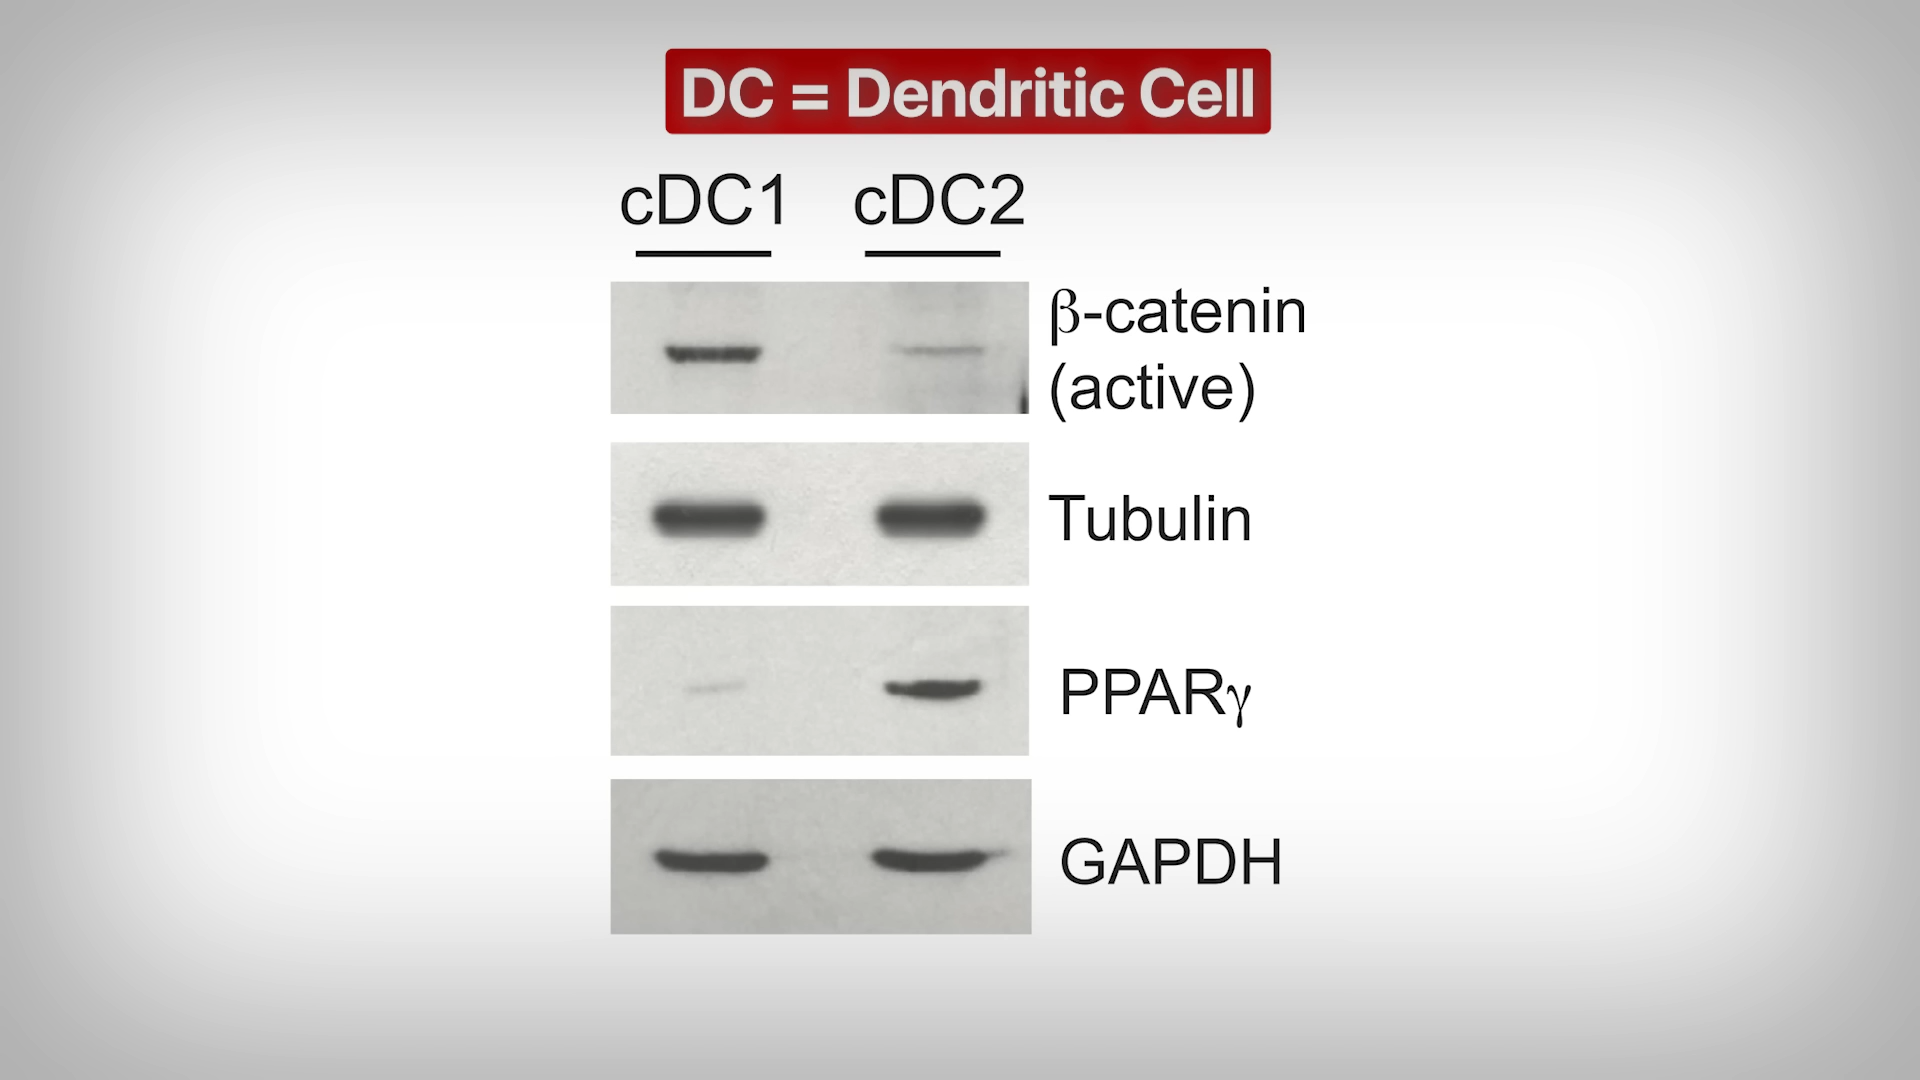 DC = Dendritic Cell
cDC1 cDC2
β-catenin
(active)
Tubulin
PPARγ
GAPDH